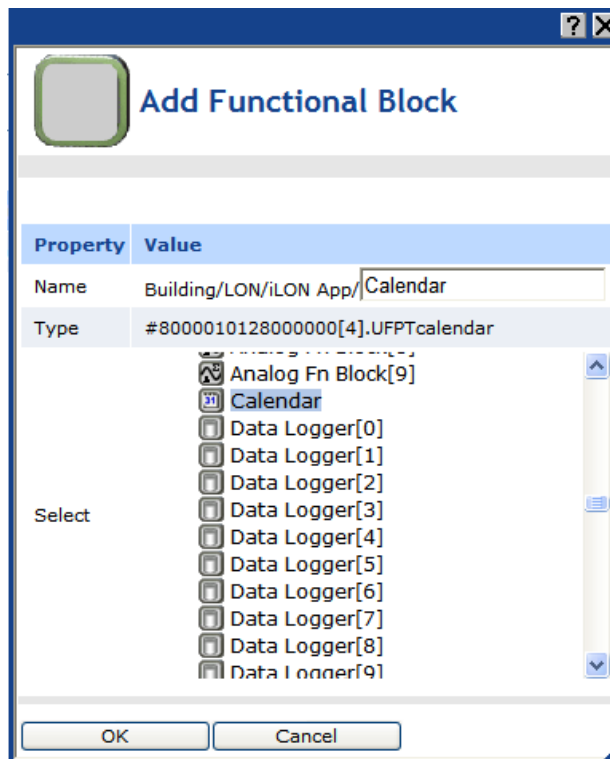 Add Functional Block
Property Value
Name Building/LON/iLON App/ Calendar
Type #8000010128000000[4].UFPTcalendar
Analog Fn Block[9]
31 Calendar
Data Logger[0]
Data Logger[1]
Data Logger[2]
Data Logger[3]
Select Data Logger[4]
Data Logger[5]
Data Logger[6]
Data Logger[7]
Data Logger[8]
Data Logger[9]
OK Cancel